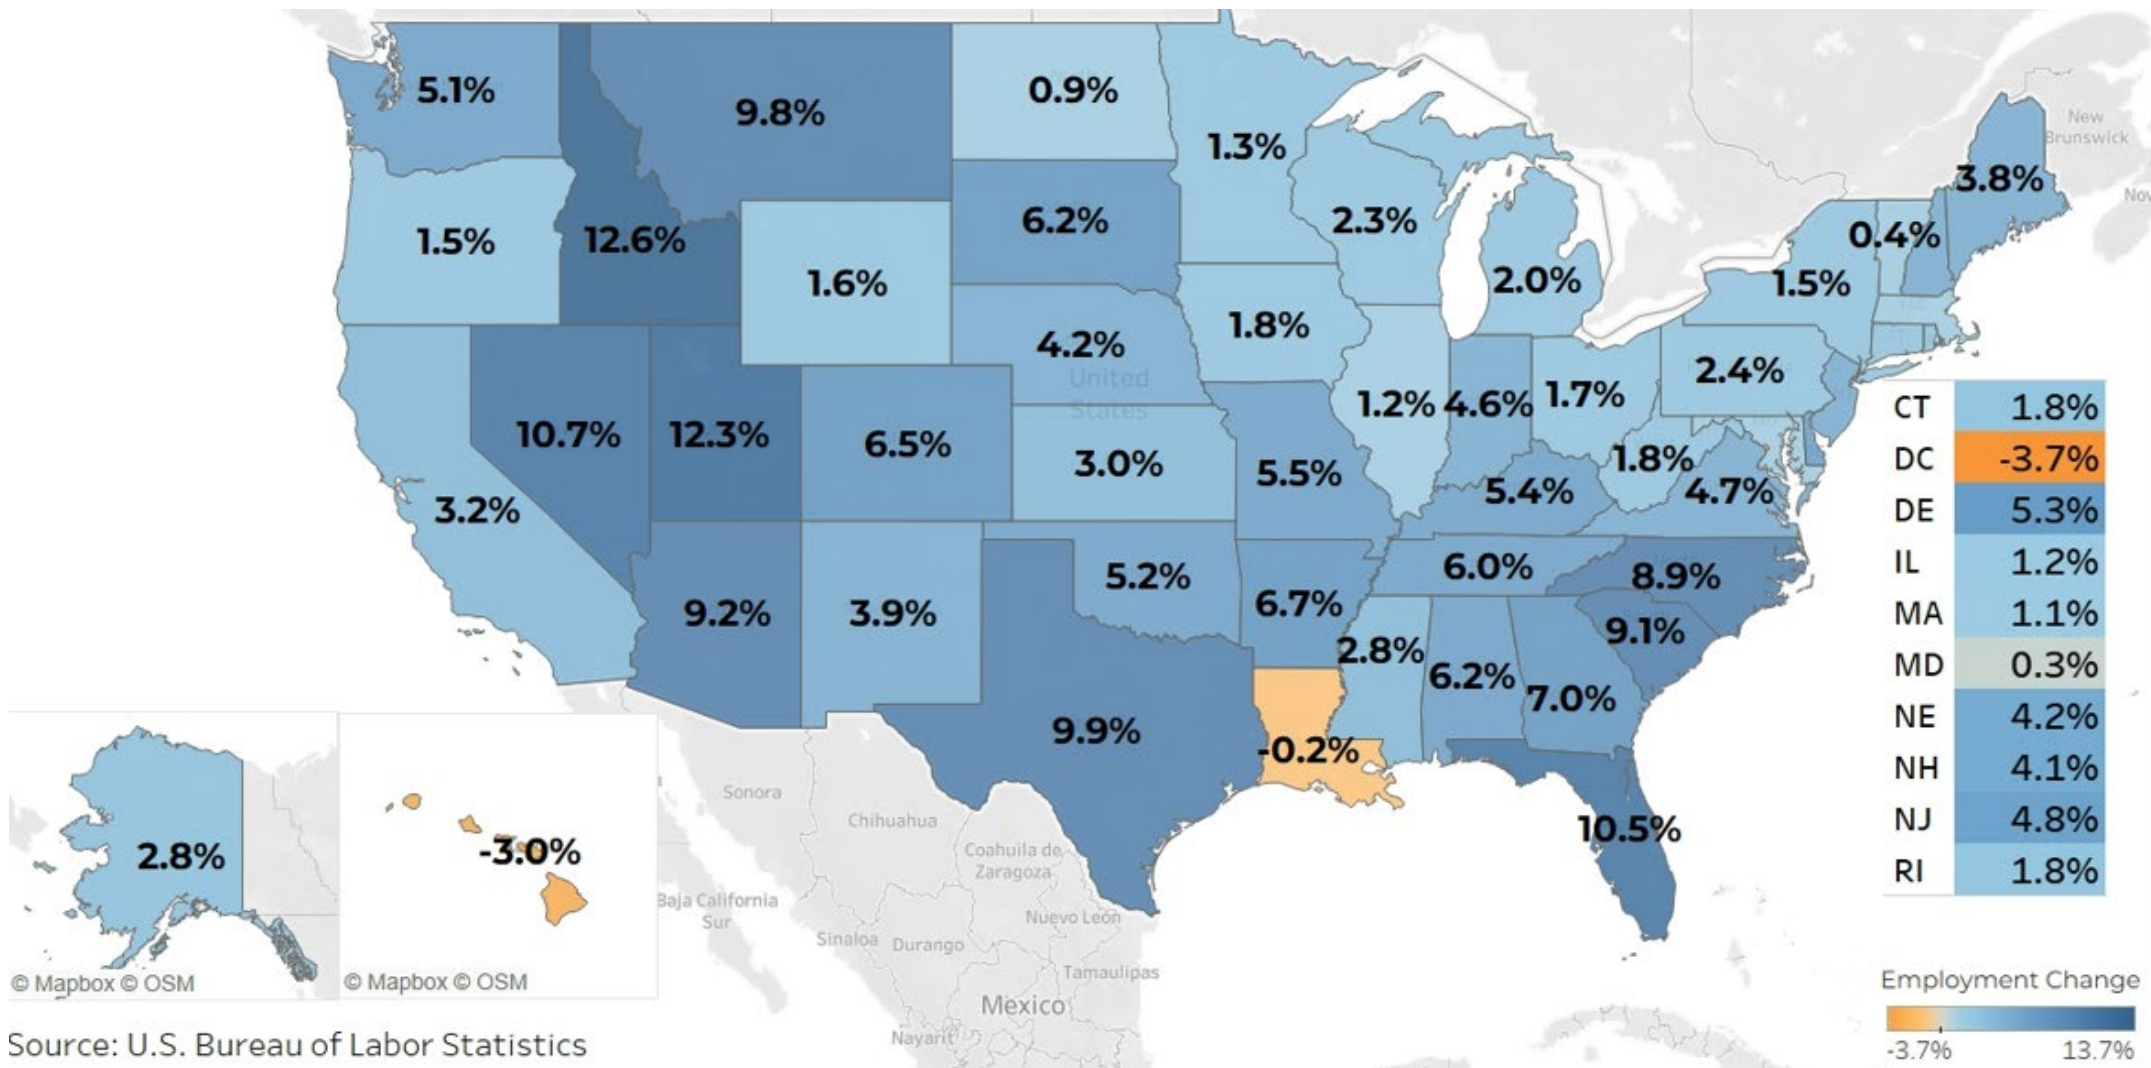 5.1%
9.8%
0.9%
1.3%
New
Brunswick
3.8%
6.2%
2.3%
0.4%
1.5%
12.6%
1.6%
2.0%
1.5%
1.8%
4.2%
United
States
2.4%
10.7%
12.3%
6.5%
3.0%
5.5%
1.2%
4.6%
1.7%
1.8%
4.7%
5.4%
3.2%
9.2%
3.9%
5.2%
6.7%
6.0%
8.9%
9.1%
2.8%
6.2%
7.0%
9.9%
-0.2%
10.5%
CT 1.8%
DC -3.7%
DE 5.3%
IL 1.2%
MA 1.1%
MD 0.3%
NE 4.2%
NH 4.1%
NJ 4.8%
RI 1.8%
2.8%
© Mapbox © OSM
-3.0%
© Mapbox © OSM
Sonora
Chihuahua
Coahuila de
Zaragoza
Baja California
Sur
Nuevo León
Sinaloa
Durango
Tamaulipas
Mexico
Nayarit
Employment Change
-3.7% 13.7%
Source: U.S. Bureau of Labor Statistics